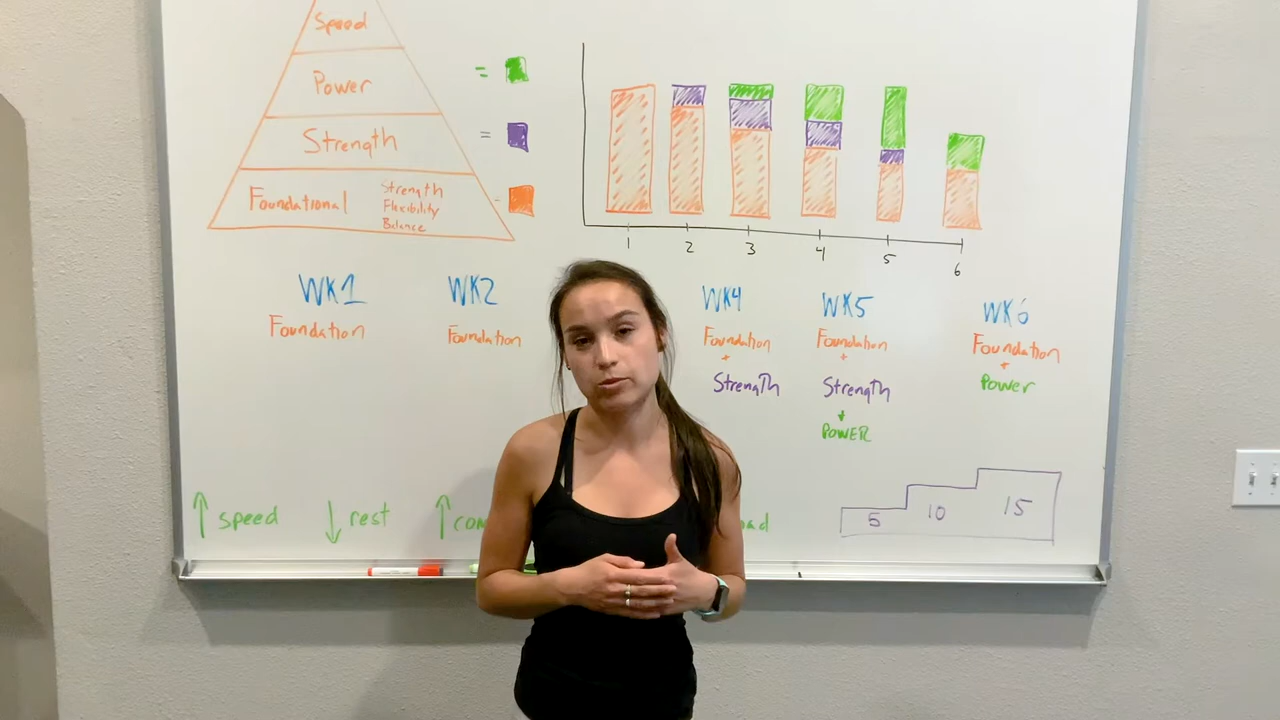 Speed
Power
=
Strength
=
Foundational
Strength
Flexibility
Balance
-
1 2 3 4 5 6
WK1
Foundation
WK2
Foundation
WK4
Foundation
+
Strength
WK5
Foundation
+
Strength
+
POWER
WK6
Foundation
+
Power
↑ speed
↓ rest
↑
5 10 15